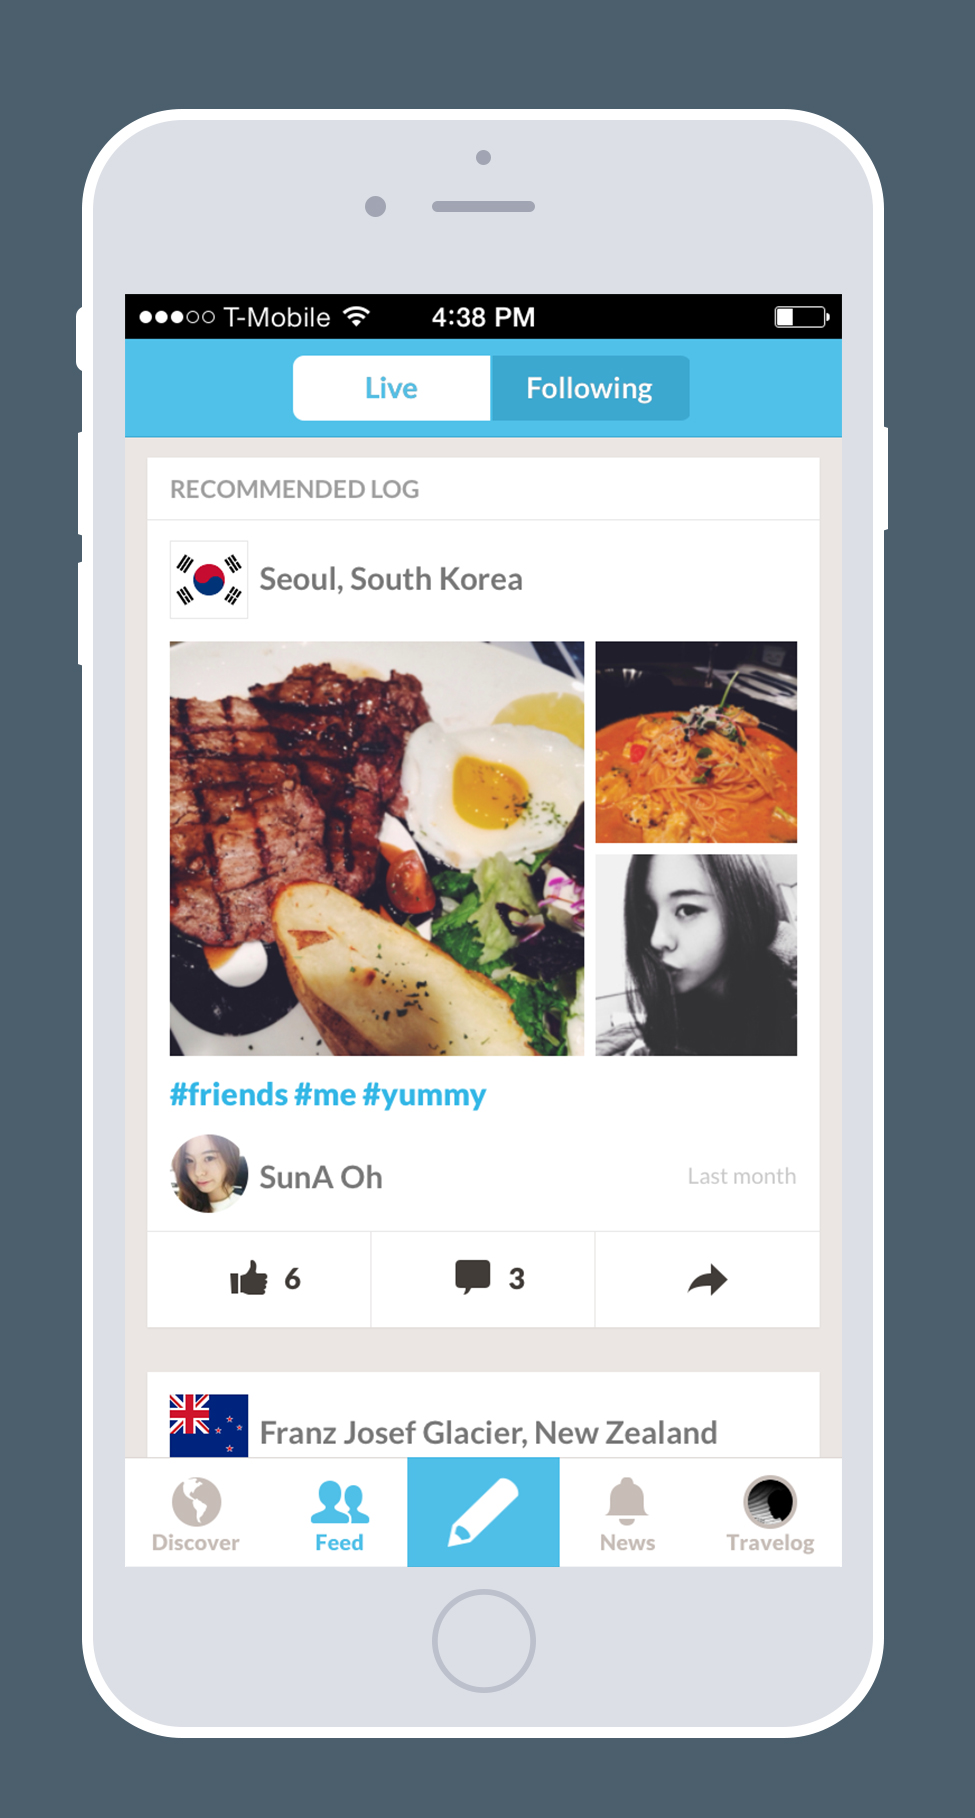 T-Mobile 4:38 PM
Live Following
RECOMMENDED LOG
Seoul, South Korea
#friends #me #yummy
SunA Oh Last month
6 3
Franz Josef Glacier, New Zealand
Discover Feed News Travelog